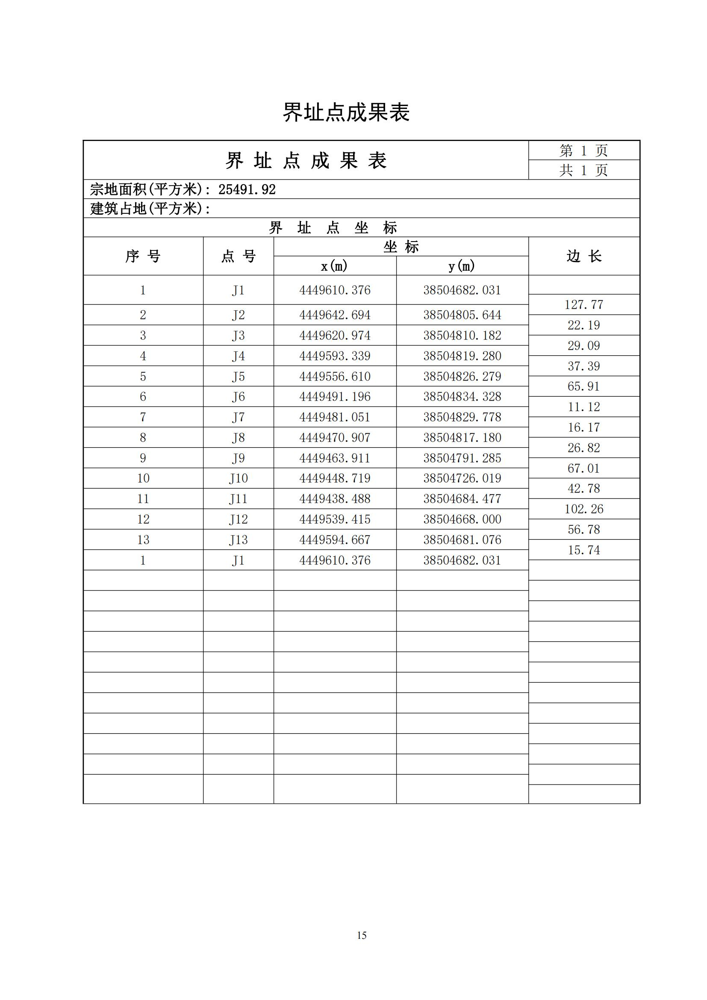 界址点成果表
界 址 点 成 果 表
第 1 页
共 1 页
宗地面积(平方米): 25491.92
建筑占地(平方米):
界 址 点 坐 标
序 号 点 号 坐 标 边 长
x(m) y(m)
1 J1 4449610.376 38504682.031
127.77
2 J2 4449642.694 38504805.644
22.19
3 J3 4449620.974 38504810.182
29.09
4 J4 4449593.339 38504819.280
37.39
5 J5 4449556.610 38504826.279
65.91
6 J6 4449491.196 38504834.328
11.12
7 J7 4449481.051 38504829.778
16.17
8 J8 4449470.907 38504817.180
26.82
9 J9 4449463.911 38504791.285
67.01
10 J10 4449448.719 38504726.019
42.78
11 J11 4449438.488 38504684.477
102.26
12 J12 4449539.415 38504668.000
56.78
13 J13 4449594.667 38504681.076
15.74
1 J1 4449610.376 38504682.031
15